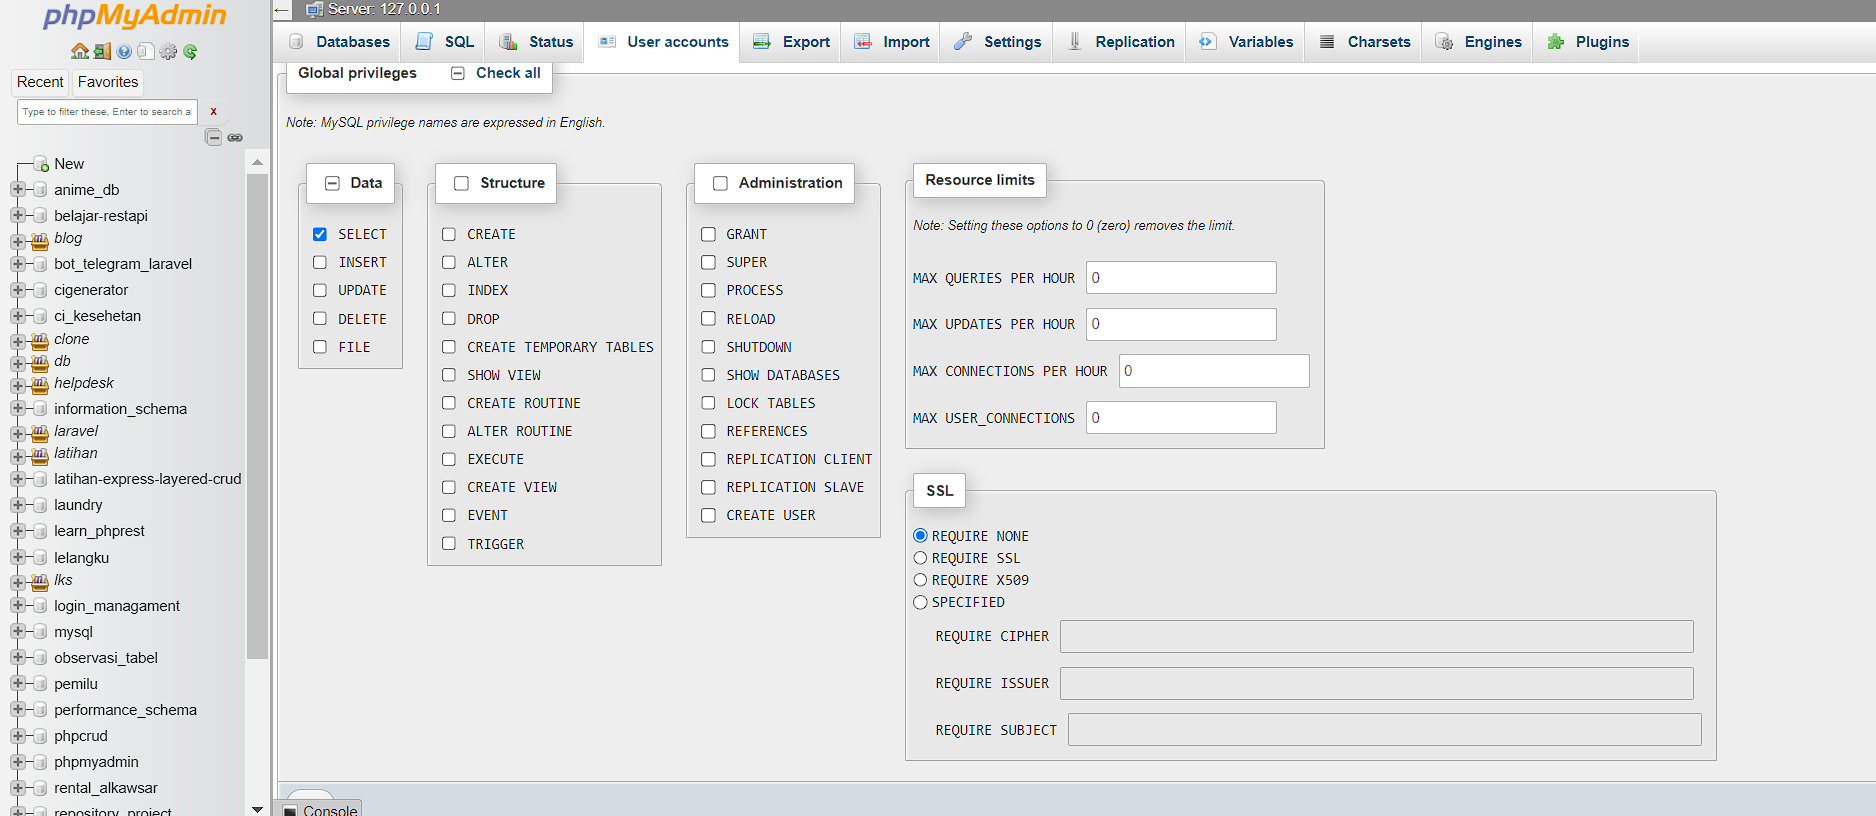 phpMyAdmin
Recent Favorites
Type to filter these, Enter to search a
x
New
anime_db
belajar-restapi
blog
bot_telegram_laravel
cigenerator
ci_kesehetan
clone
db
helpdesk
information_schema
laravel
latihan
latihan-express-layered-crud
laundry
learn_phprest
lelangku
lks
login_managament
mysql
observasi_tabel
pemilu
performance_schema
phpcrud
phpmyadmin
rental_alkawsar
repository_project
Server: 127.0.0.1
Databases SQL Status User accounts Export Import Settings Replication Variables Charsets Engines Plugins
Global privileges Check all
Note: MySQL privilege names are expressed in English.
Data
SELECT
INSERT
UPDATE
DELETE
FILE
Structure
CREATE
ALTER
INDEX
DROP
CREATE TEMPORARY TABLES
SHOW VIEW
CREATE ROUTINE
ALTER ROUTINE
EXECUTE
CREATE VIEW
EVENT
TRIGGER
Administration
GRANT
SUPER
PROCESS
RELOAD
SHUTDOWN
SHOW DATABASES
LOCK TABLES
REFERENCES
REPLICATION CLIENT
REPLICATION SLAVE
CREATE USER
Resource limits
Note: Setting these options to 0 (zero) removes the limit.
MAX QUERIES PER HOUR 0
MAX UPDATES PER HOUR 0
MAX CONNECTIONS PER HOUR 0
MAX USER_CONNECTIONS 0
SSL
REQUIRE NONE
REQUIRE SSL
REQUIRE X509
SPECIFIED
REQUIRE CIPHER
REQUIRE ISSUER
REQUIRE SUBJECT
Console